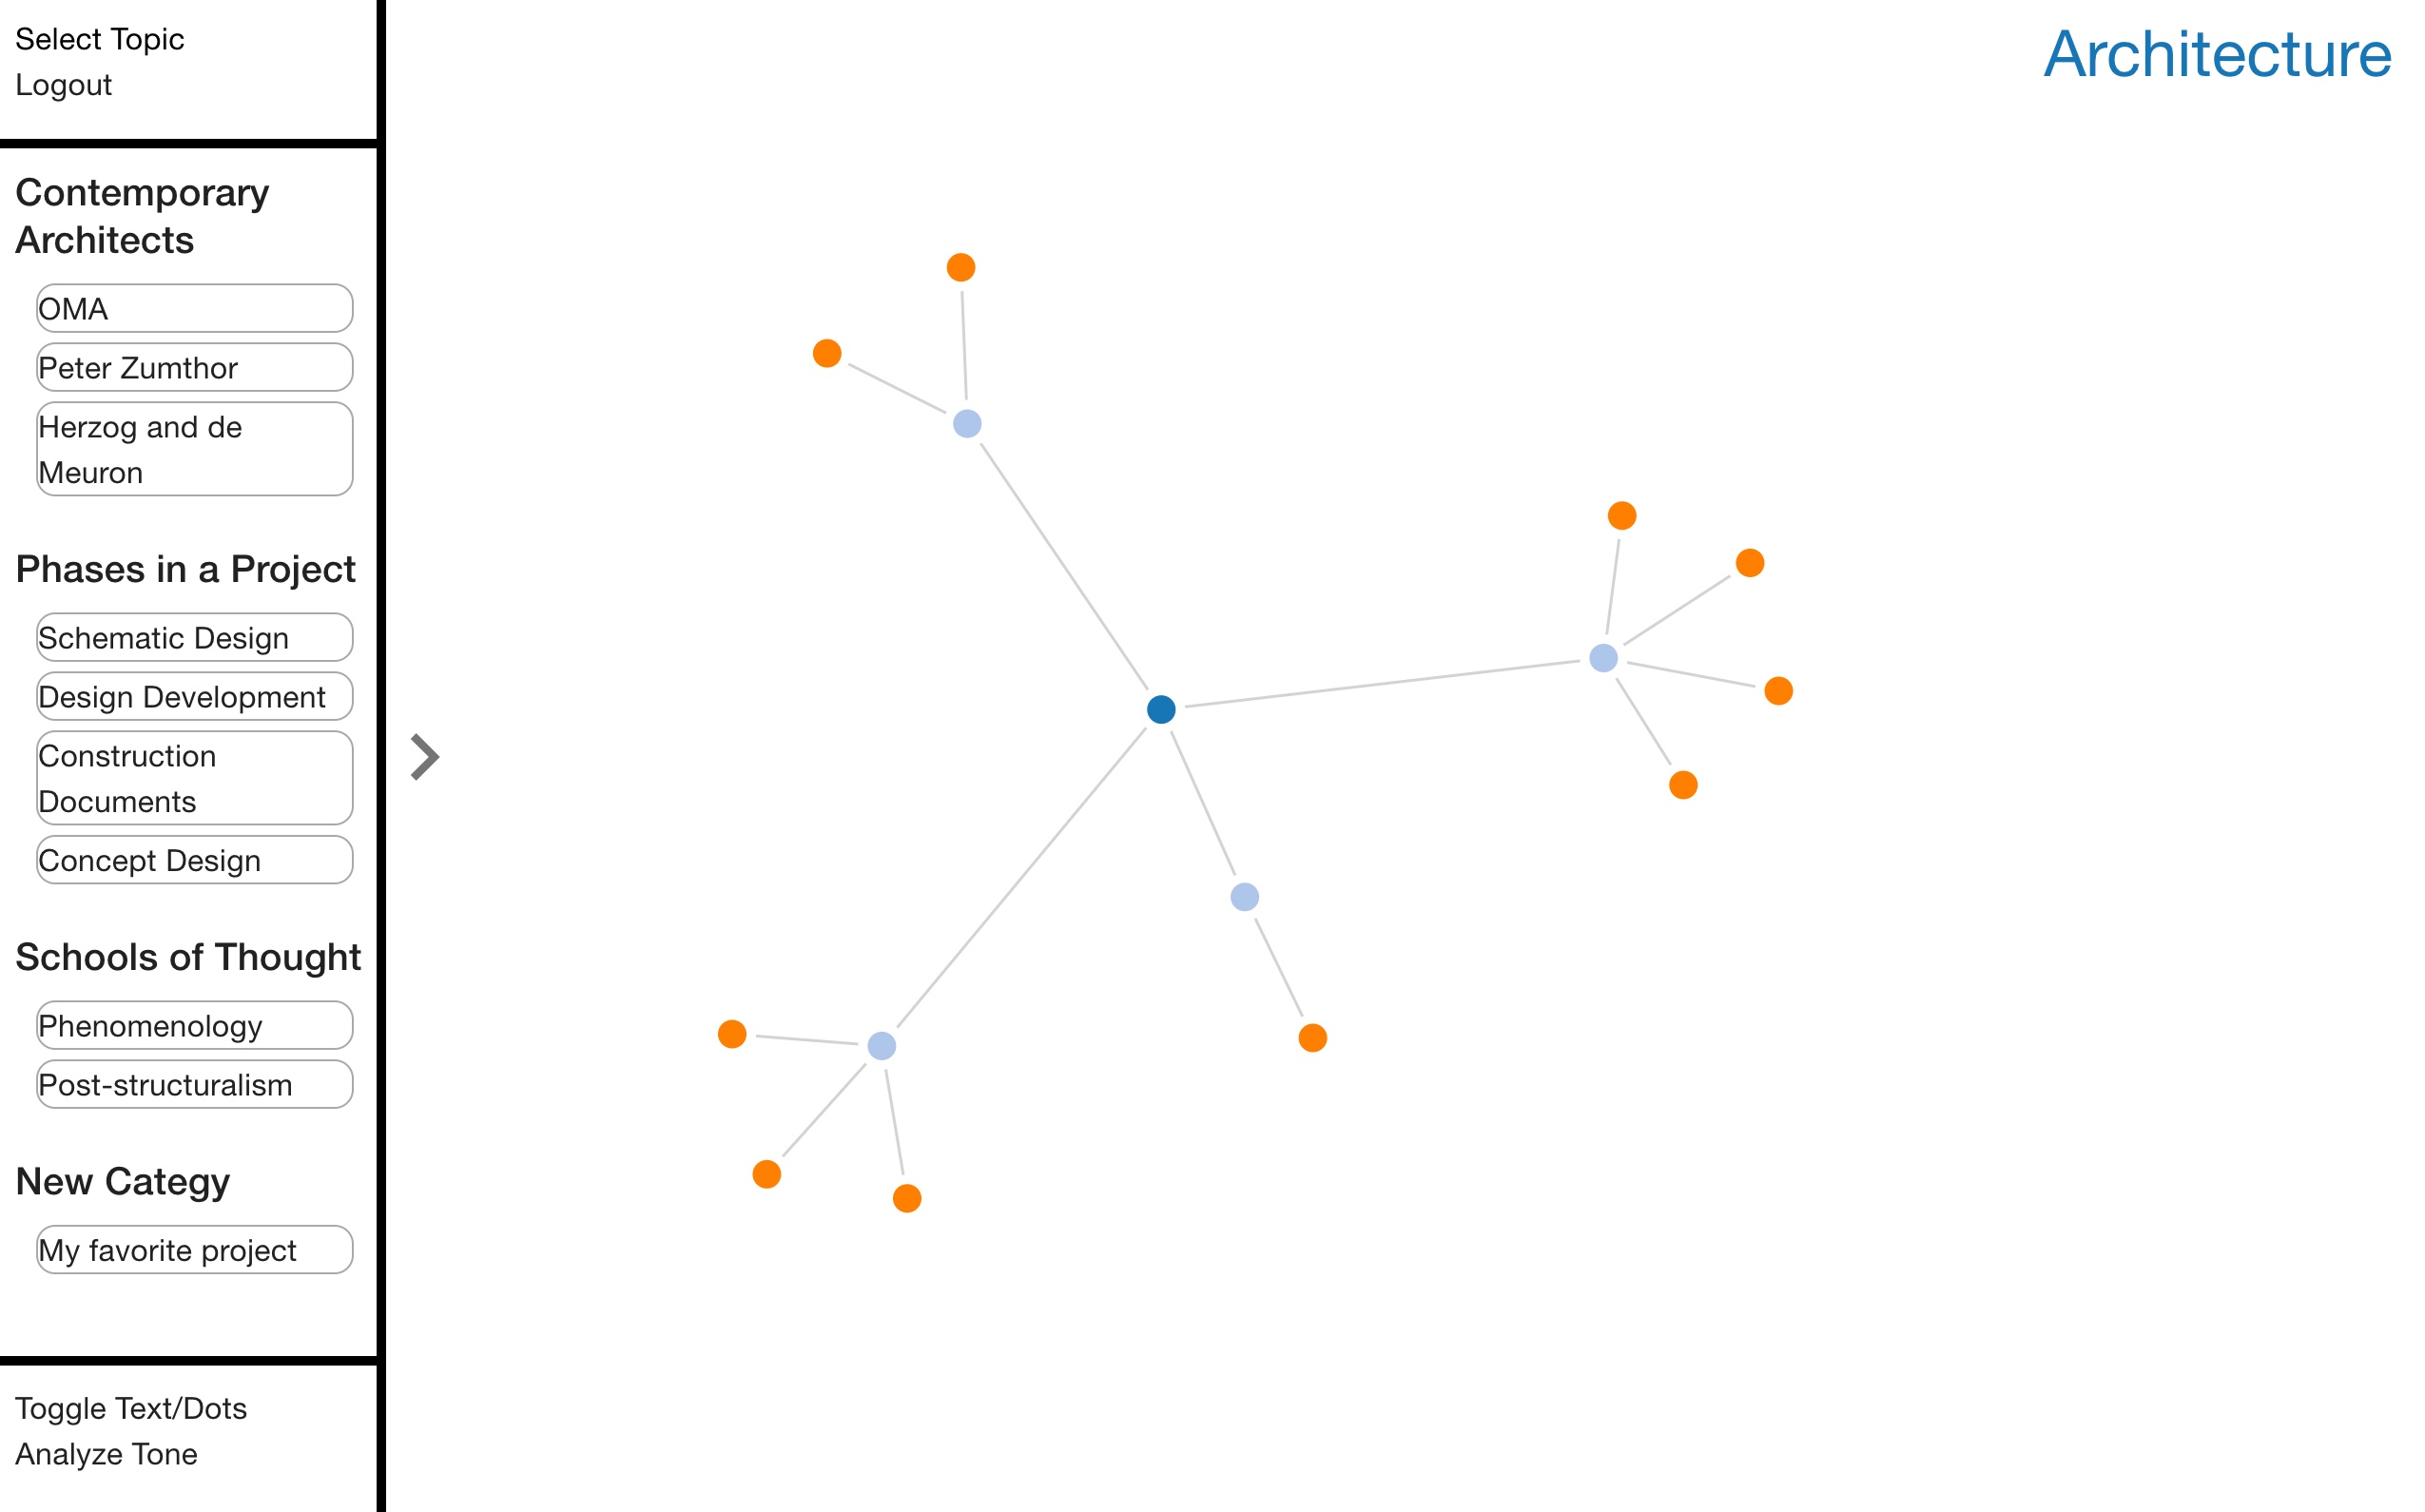 Select Topic
Logout
Architecture
Contemporary
Architects
OMA
Peter Zumthor
Herzog and de
Meuron
Phases in a Project
Schematic Design
Design Development
Construction
Documents
Concept Design
Schools of Thought
Phenomenology
Post-structuralism
New Categy
My favorite project
Toggle Text/Dots
Analyze Tone